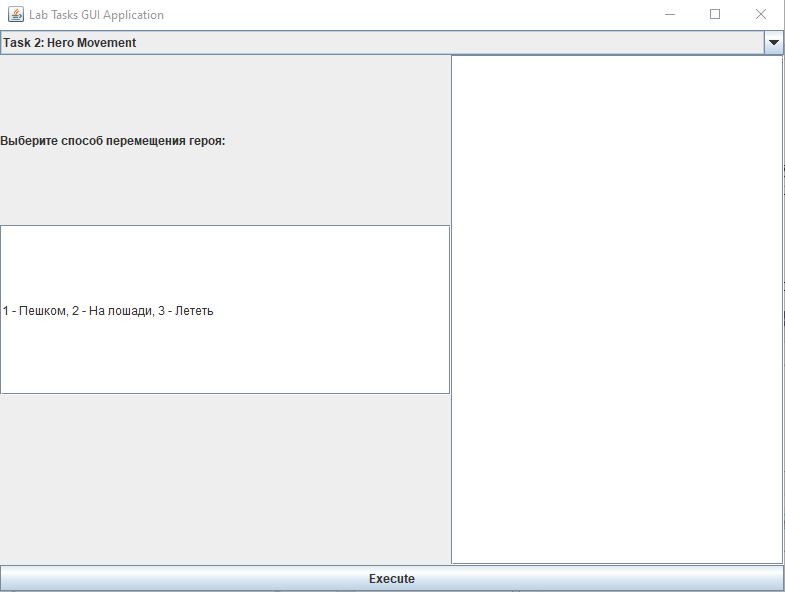 Lab Tasks GUI Application
Task 2: Hero Movement
Выберите способ перемещения героя:
1 - Пешком, 2 - На лошади, 3 - Лететь
Execute